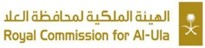 الهيئة الملكية لمحافظة العلا
Royal Commission for Al-Ula